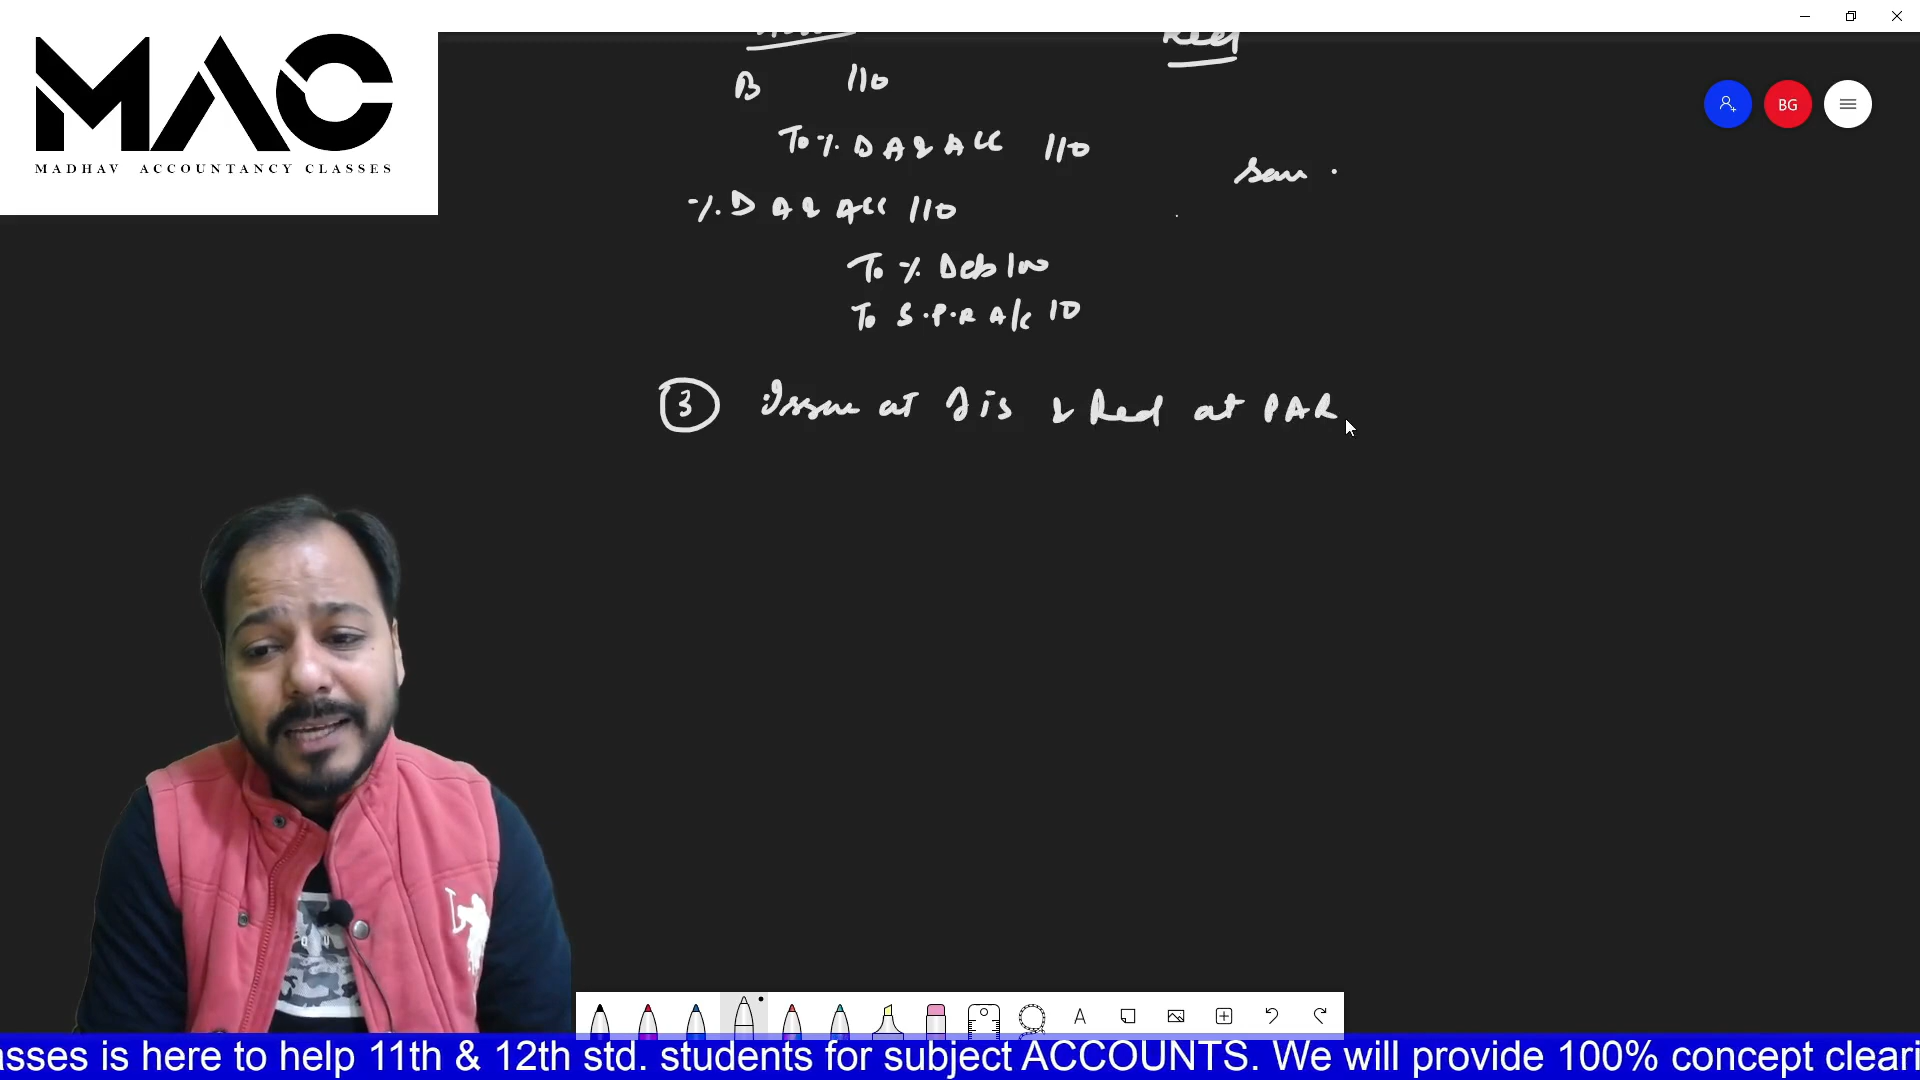 MAC
MADHAV ACCOUNTANCY CLASSES
BG
Red
B 110
To %. D A & A/C 110
Same.
%. D A & A/C 110
To %. Deb 100
To S.P.R A/c 10
3 Issue at Dis & Red at PAR
A
asses is here to help 11th & 12th std. students for subject ACCOUNTS. We will provide 100% concept cleari